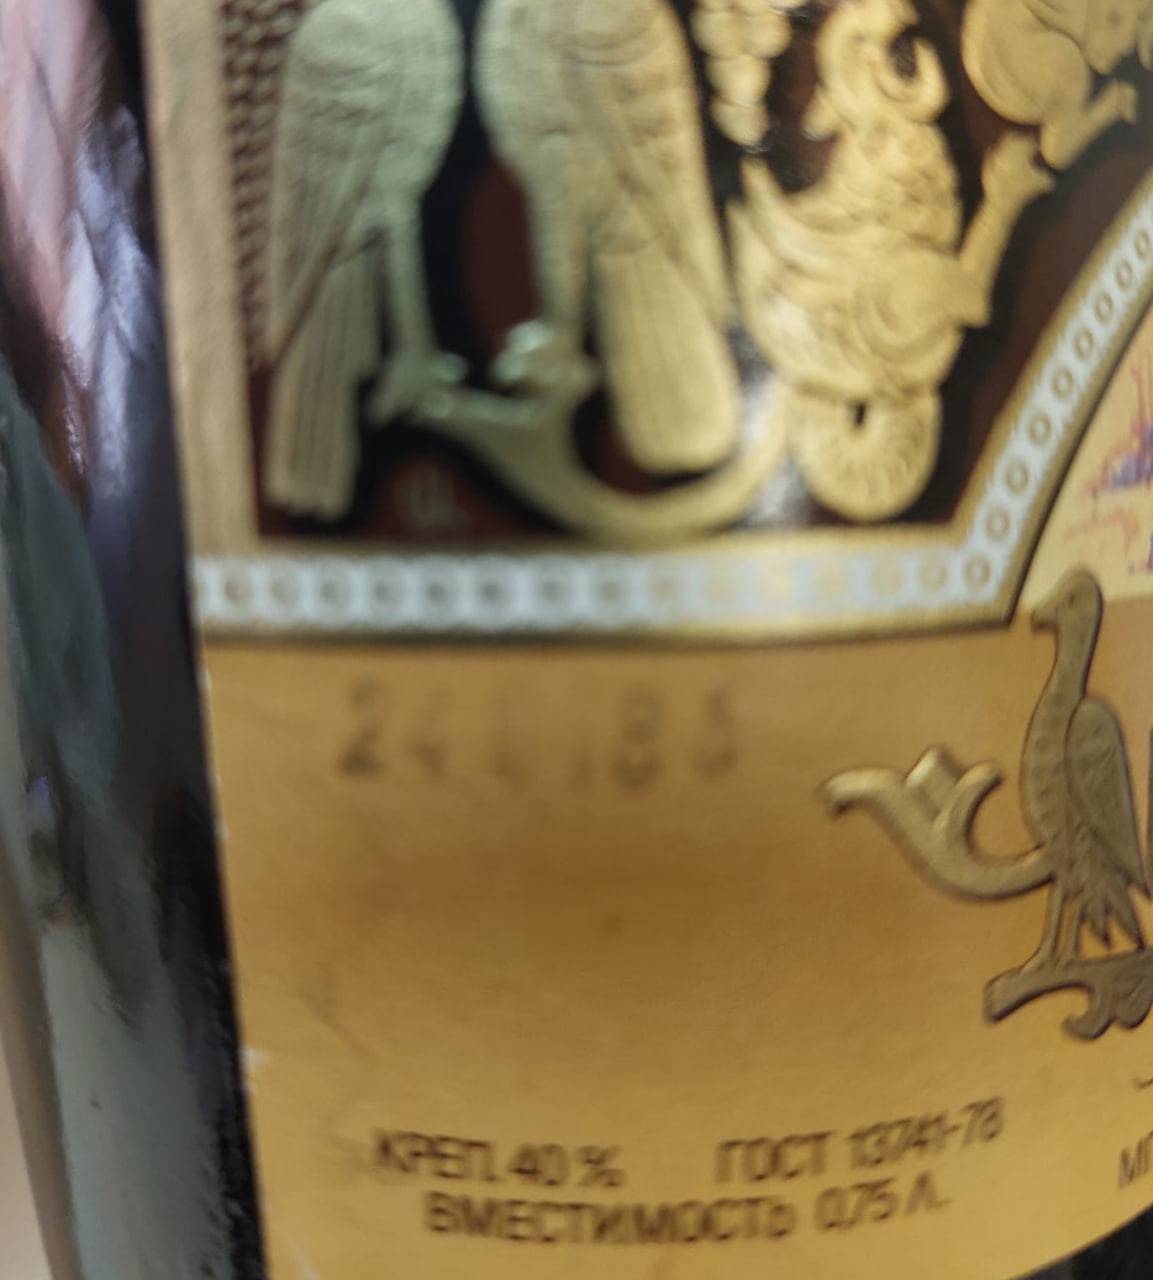 КРЕП. 40 % ГОСТ 13741-78
ВМЕСТИМОСТЬ 0,75 Л.